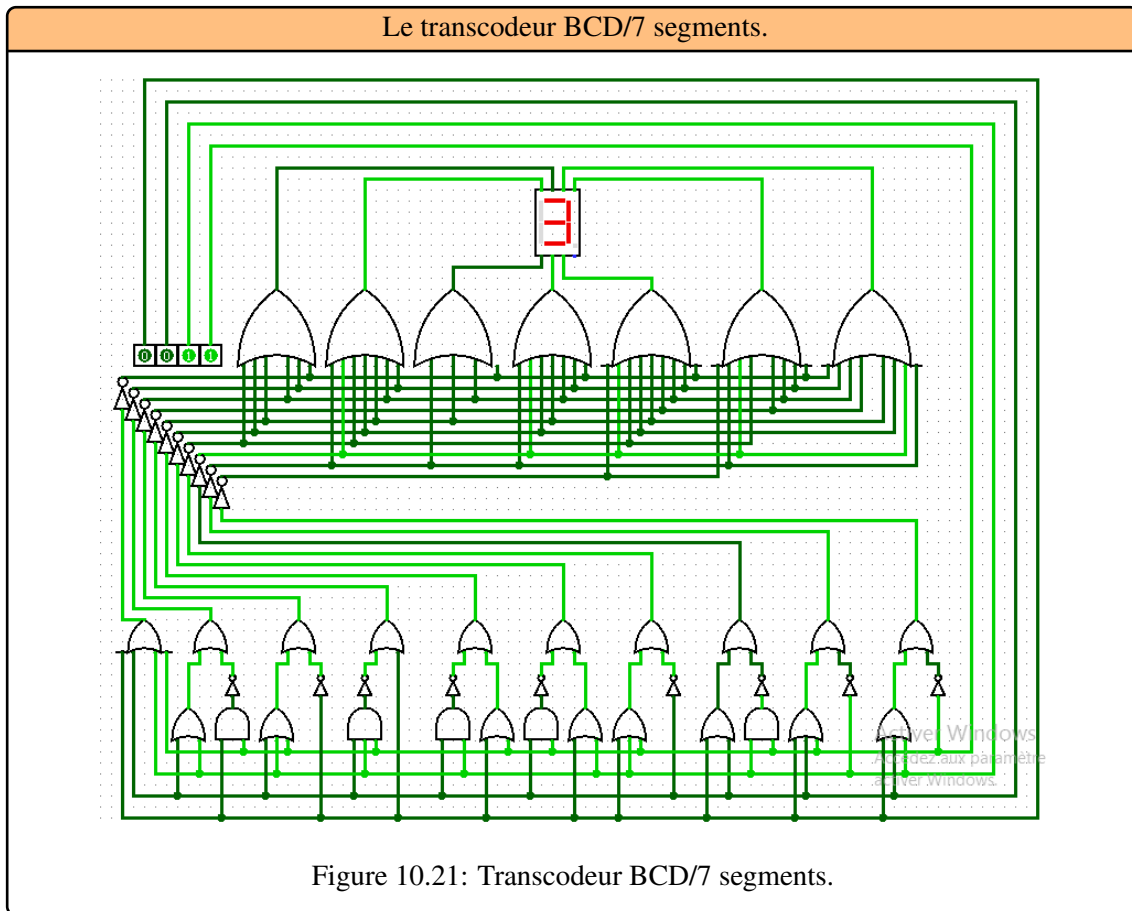 Le transcodeur BCD/7 segments.
0 0 1 1
Activer Windows
Accédez aux paramètre
activer Windows.
Figure 10.21: Transcodeur BCD/7 segments.